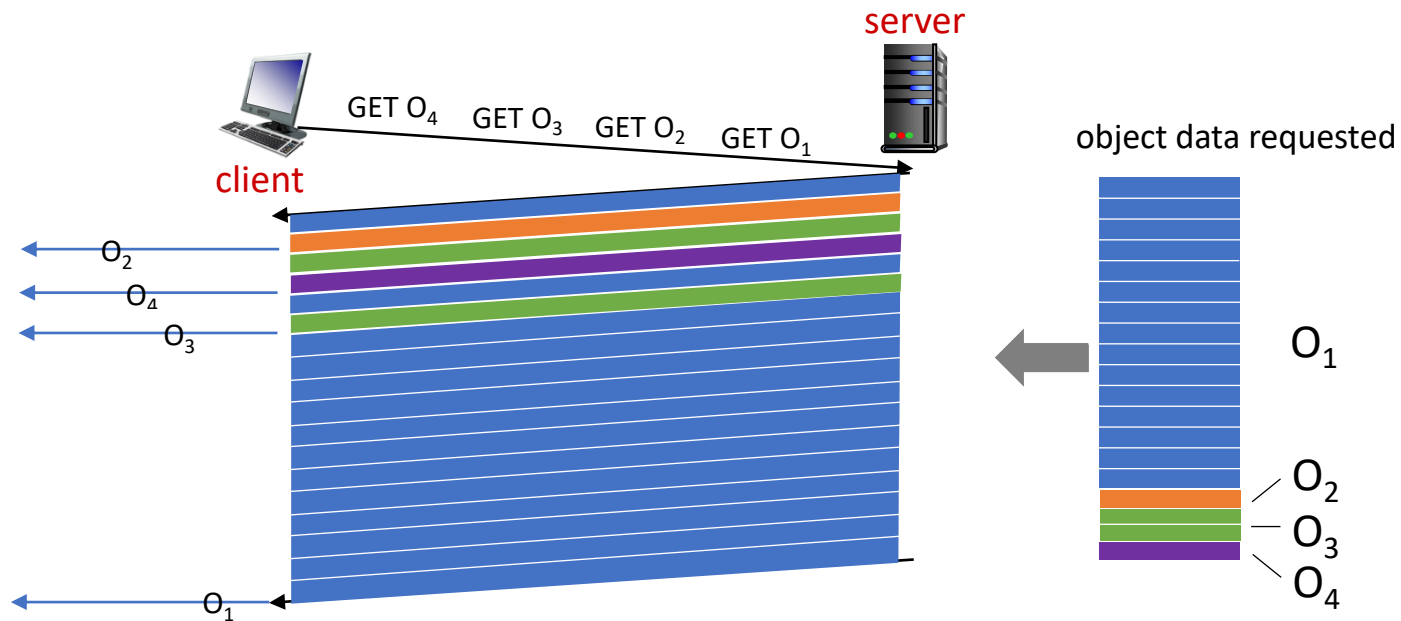 server
GET O₄ GET O₃ GET O₂ GET O₁
object data requested
client
O₂
O₄
O₃
O₁
O₁
O₂
O₃
O₄